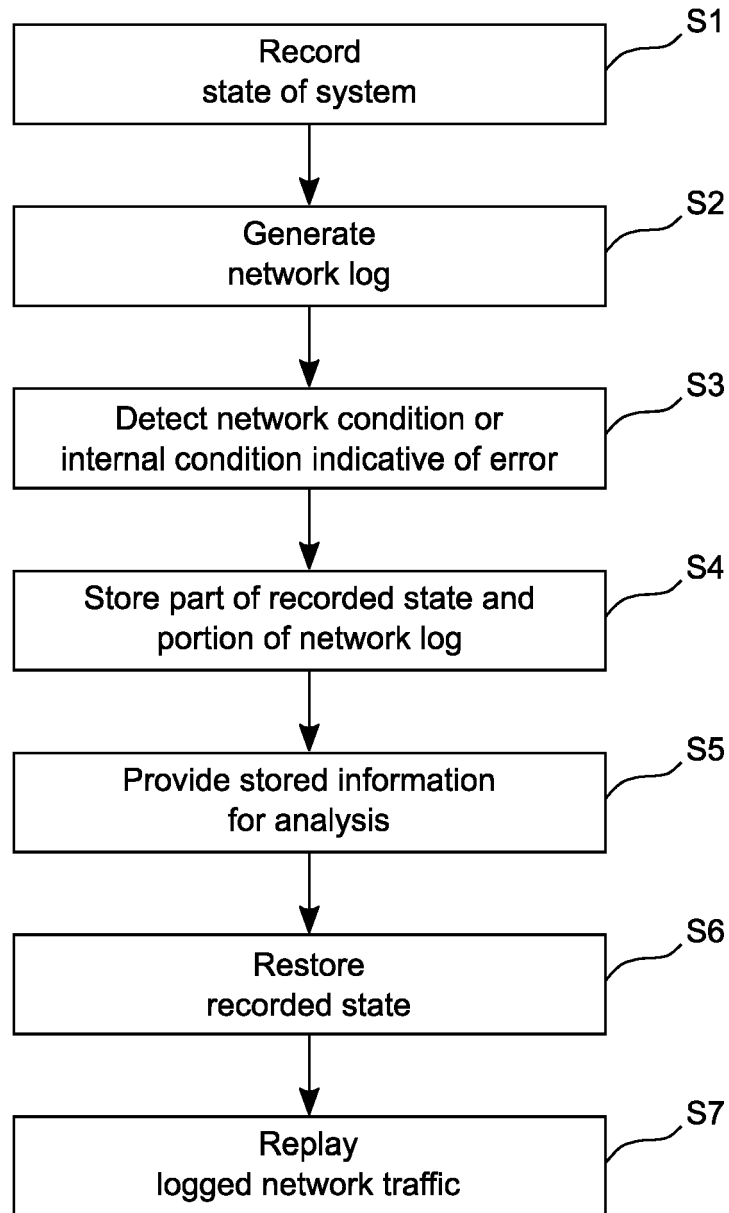 S1
Record
state of system
S2
Generate
network log
S3
Detect network condition or
internal condition indicative of error
S4
Store part of recorded state and
portion of network log
S5
Provide stored information
for analysis
S6
Restore
recorded state
S7
Replay
logged network traffic